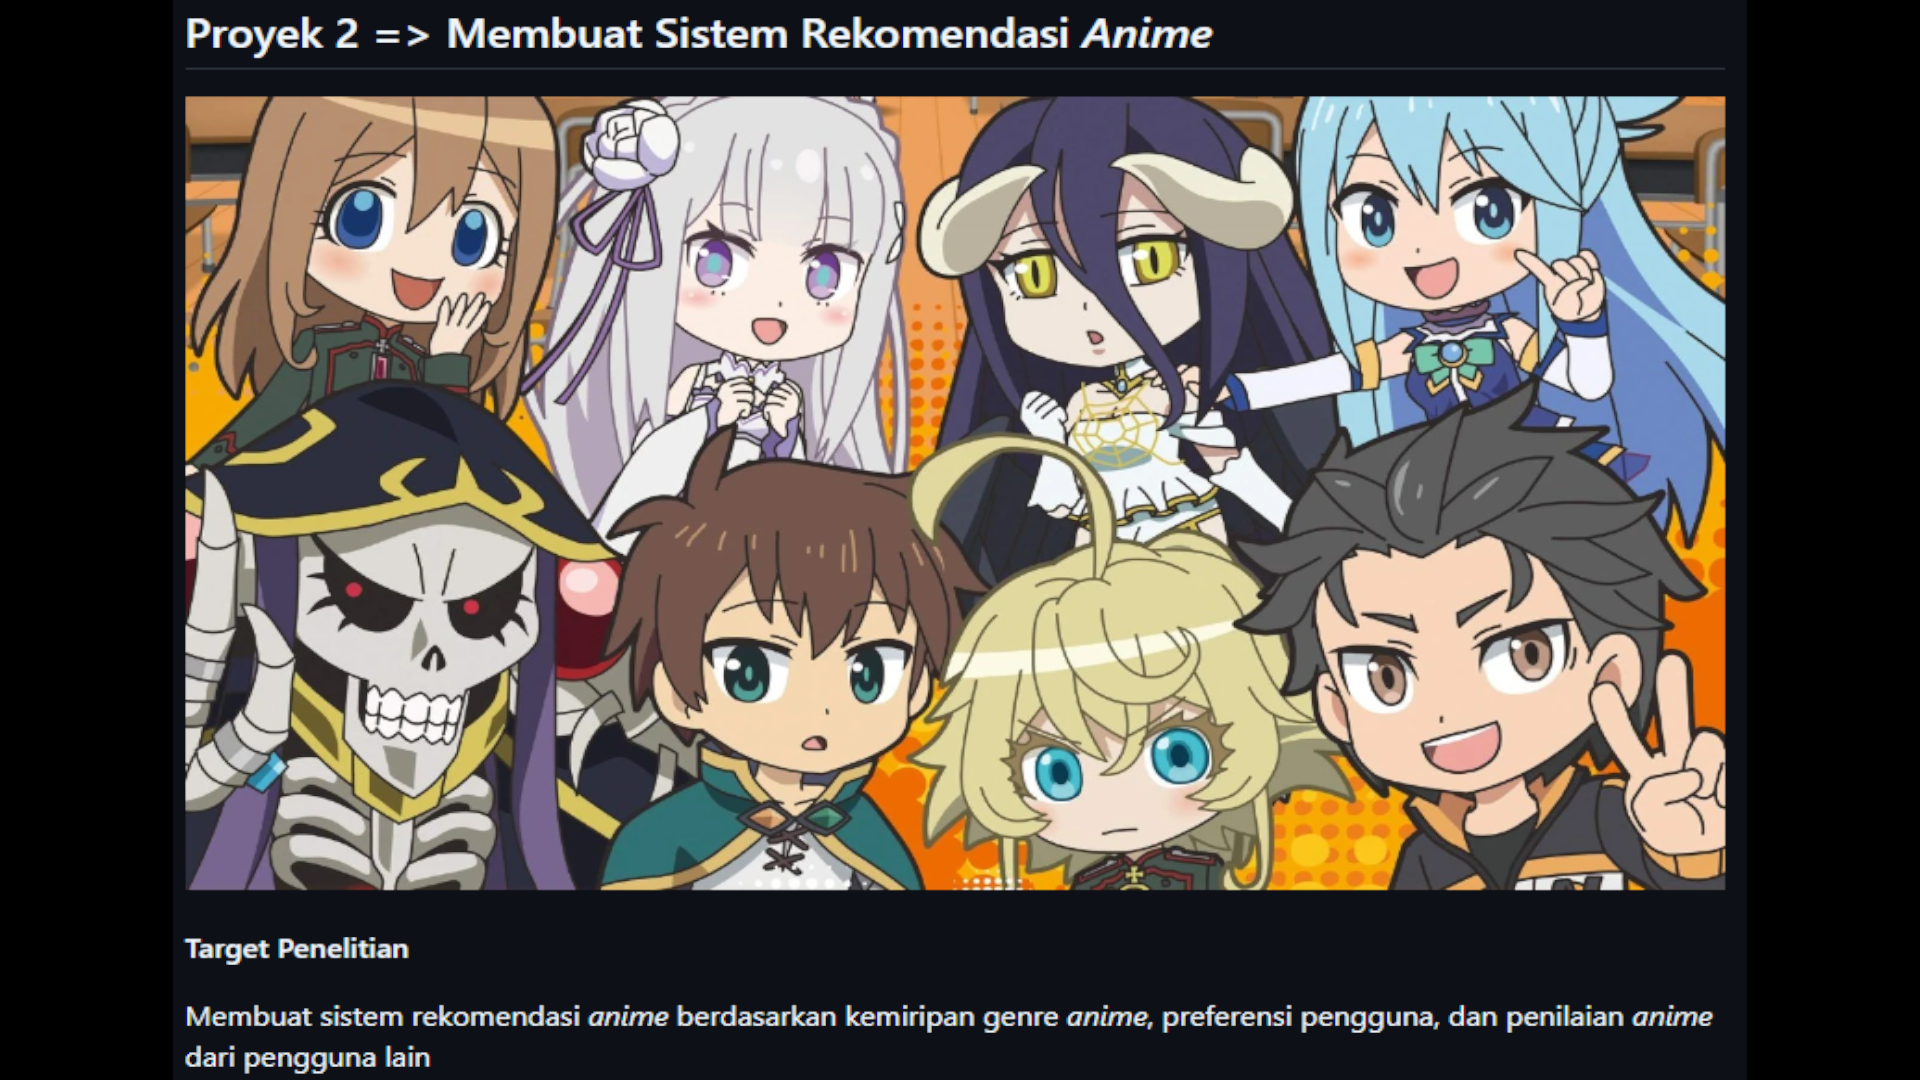 Proyek 2 => Membuat Sistem Rekomendasi Anime
Target Penelitian
Membuat sistem rekomendasi anime berdasarkan kemiripan genre anime, preferensi pengguna, dan penilaian anime
dari pengguna lain